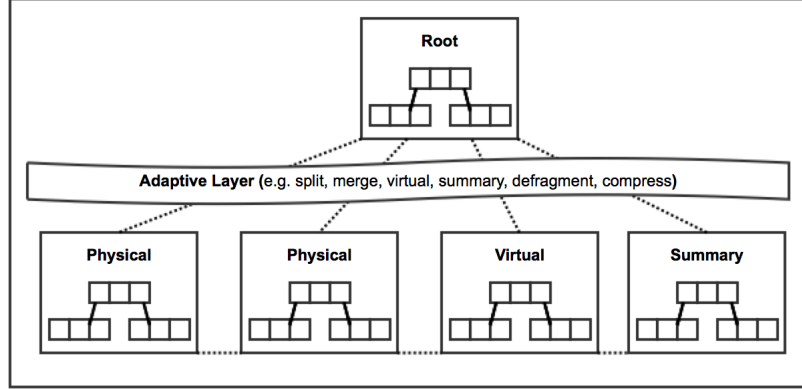 Root
Adaptive Layer (e.g. split, merge, virtual, summary, defragment, compress)
Physical
Physical
Virtual
Summary